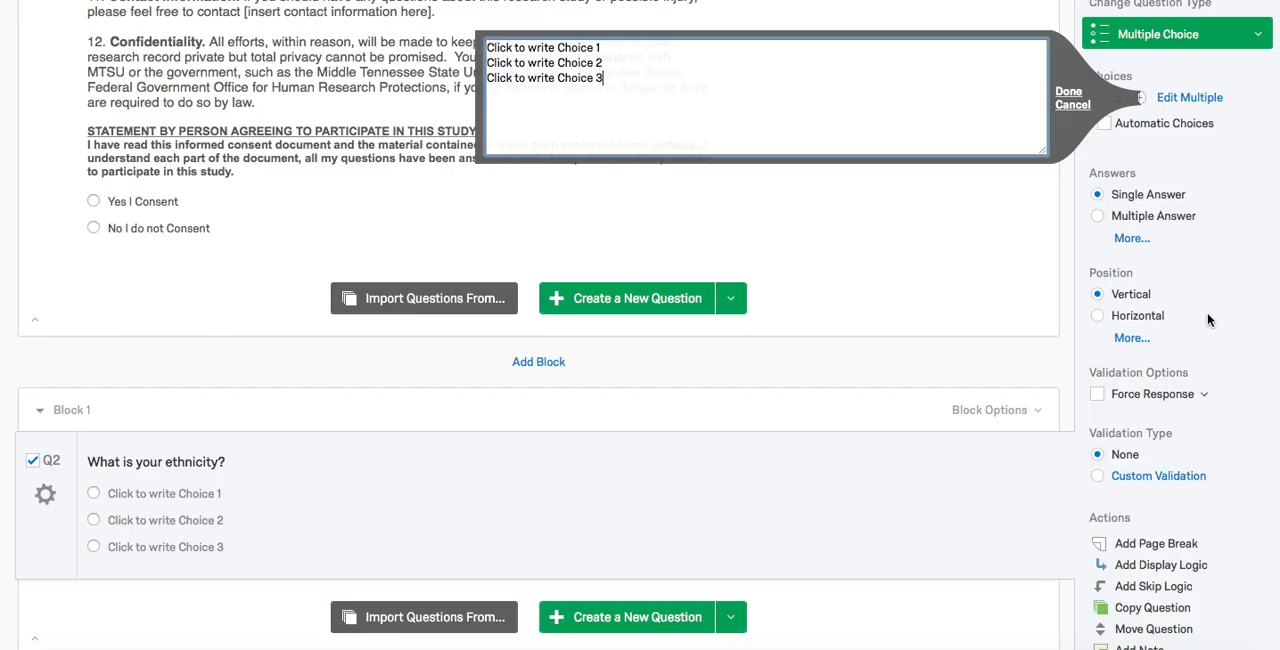 please feel free to contact [insert contact information here].
12. Confidentiality. All efforts, within reason, will be made to keep
research record private but total privacy cannot be promised. You
MTSU or the government, such as the Middle Tennessee State Un
Federal Government Office for Human Research Protections, if yo
are required to do so by law.
STATEMENT BY PERSON AGREEING TO PARTICIPATE IN THIS STUDY
I have read this informed consent document and the material containe
understand each part of the document, all my questions have been ans
to participate in this study.
Yes I Consent
No I do not Consent
Click to write Choice 1
Click to write Choice 2
Click to write Choice 3
Done
Cancel
Import Questions From...
Create a New Question
Add Block
Block 1
Block Options
Q2
What is your ethnicity?
Click to write Choice 1
Click to write Choice 2
Click to write Choice 3
Import Questions From...
Create a New Question
Change Question Type
Multiple Choice
Choices
Edit Multiple
Automatic Choices
Answers
Single Answer
Multiple Answer
More...
Position
Vertical
Horizontal
More...
Validation Options
Force Response
Validation Type
None
Custom Validation
Actions
Add Page Break
Add Display Logic
Add Skip Logic
Copy Question
Move Question
Add Note